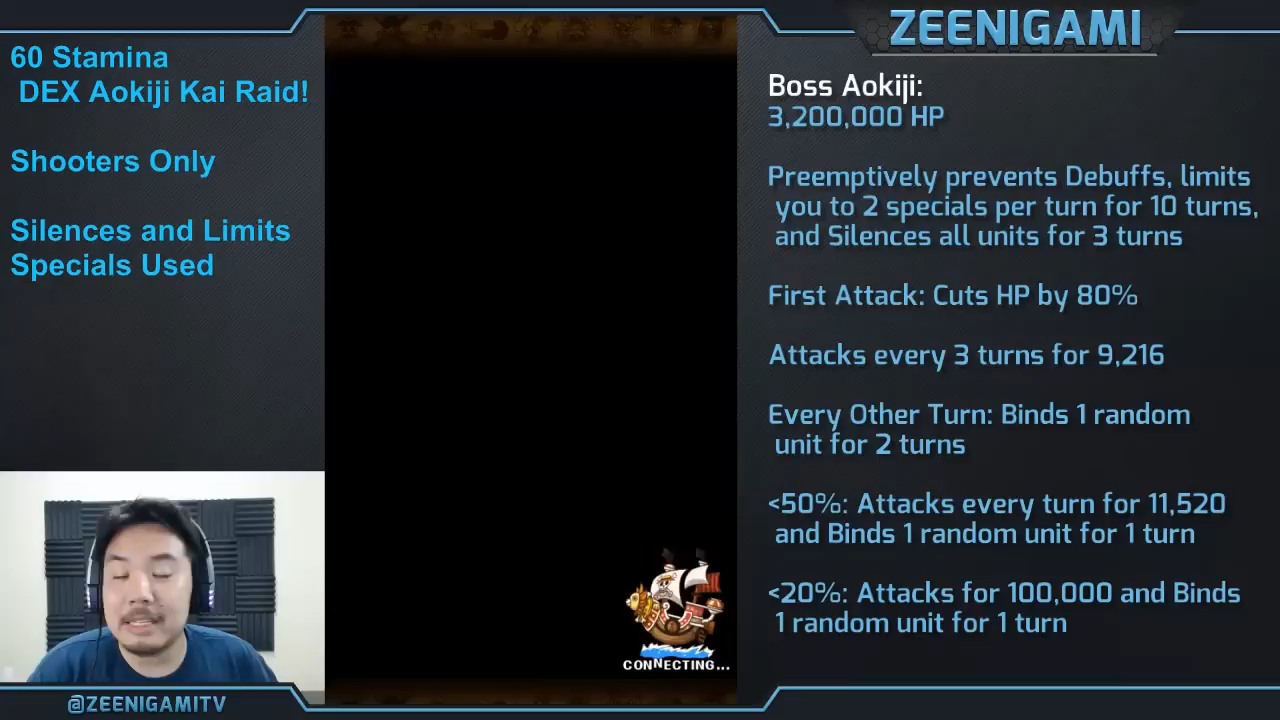 60 Stamina
DEX Aokiji Kai Raid!
Shooters Only
Silences and Limits
Specials Used
@ZEENIGAMITV
CONNECTING...
ZEENIGAMI
Boss Aokiji:
3,200,000 HP
Preemptively prevents Debuffs, limits
you to 2 specials per turn for 10 turns,
and Silences all units for 3 turns
First Attack: Cuts HP by 80%
Attacks every 3 turns for 9,216
Every Other Turn: Binds 1 random
unit for 2 turns
<50%: Attacks every turn for 11,520
and Binds 1 random unit for 1 turn
<20%: Attacks for 100,000 and Binds
1 random unit for 1 turn